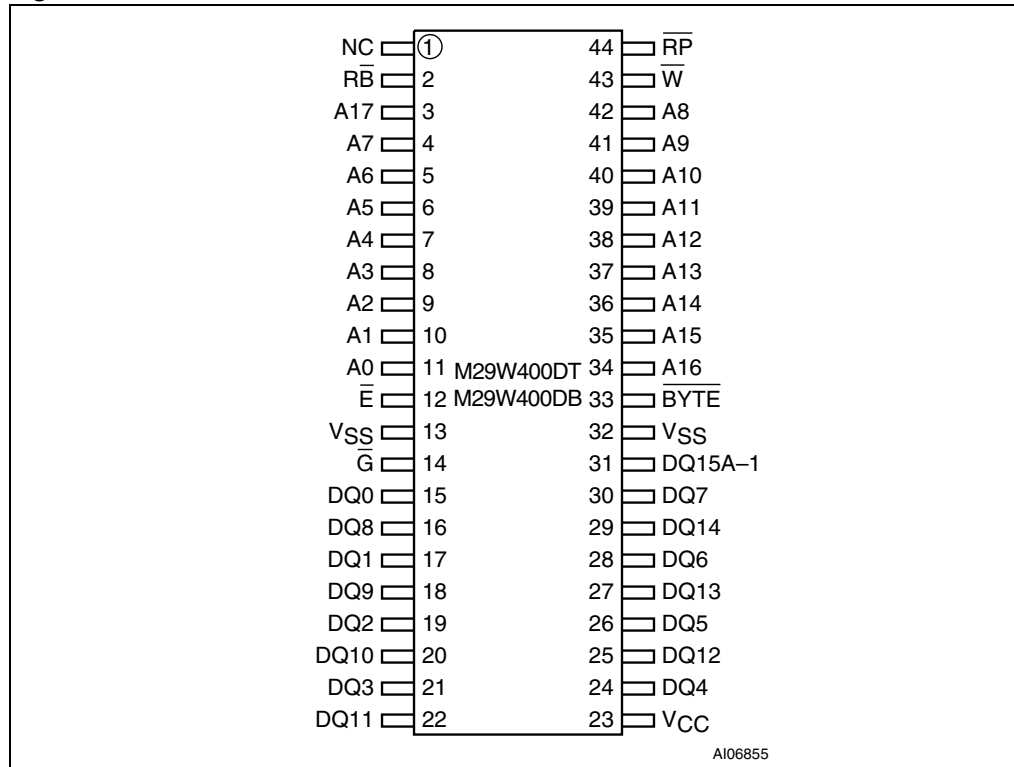 NC 1 44 R̅P̅
RB̅ 2 43 W̅
A17 3 42 A8
A7 4 41 A9
A6 5 40 A10
A5 6 39 A11
A4 7 38 A12
A3 8 37 A13
A2 9 36 A14
A1 10 35 A15
A0 11 M29W400DT 34 A16
E̅ 12 M29W400DB 33 B̅Y̅T̅E̅
VSS 13 32 VSS
G̅ 14 31 DQ15A–1
DQ0 15 30 DQ7
DQ8 16 29 DQ14
DQ1 17 28 DQ6
DQ9 18 27 DQ13
DQ2 19 26 DQ5
DQ10 20 25 DQ12
DQ3 21 24 DQ4
DQ11 22 23 VCC
AI06855